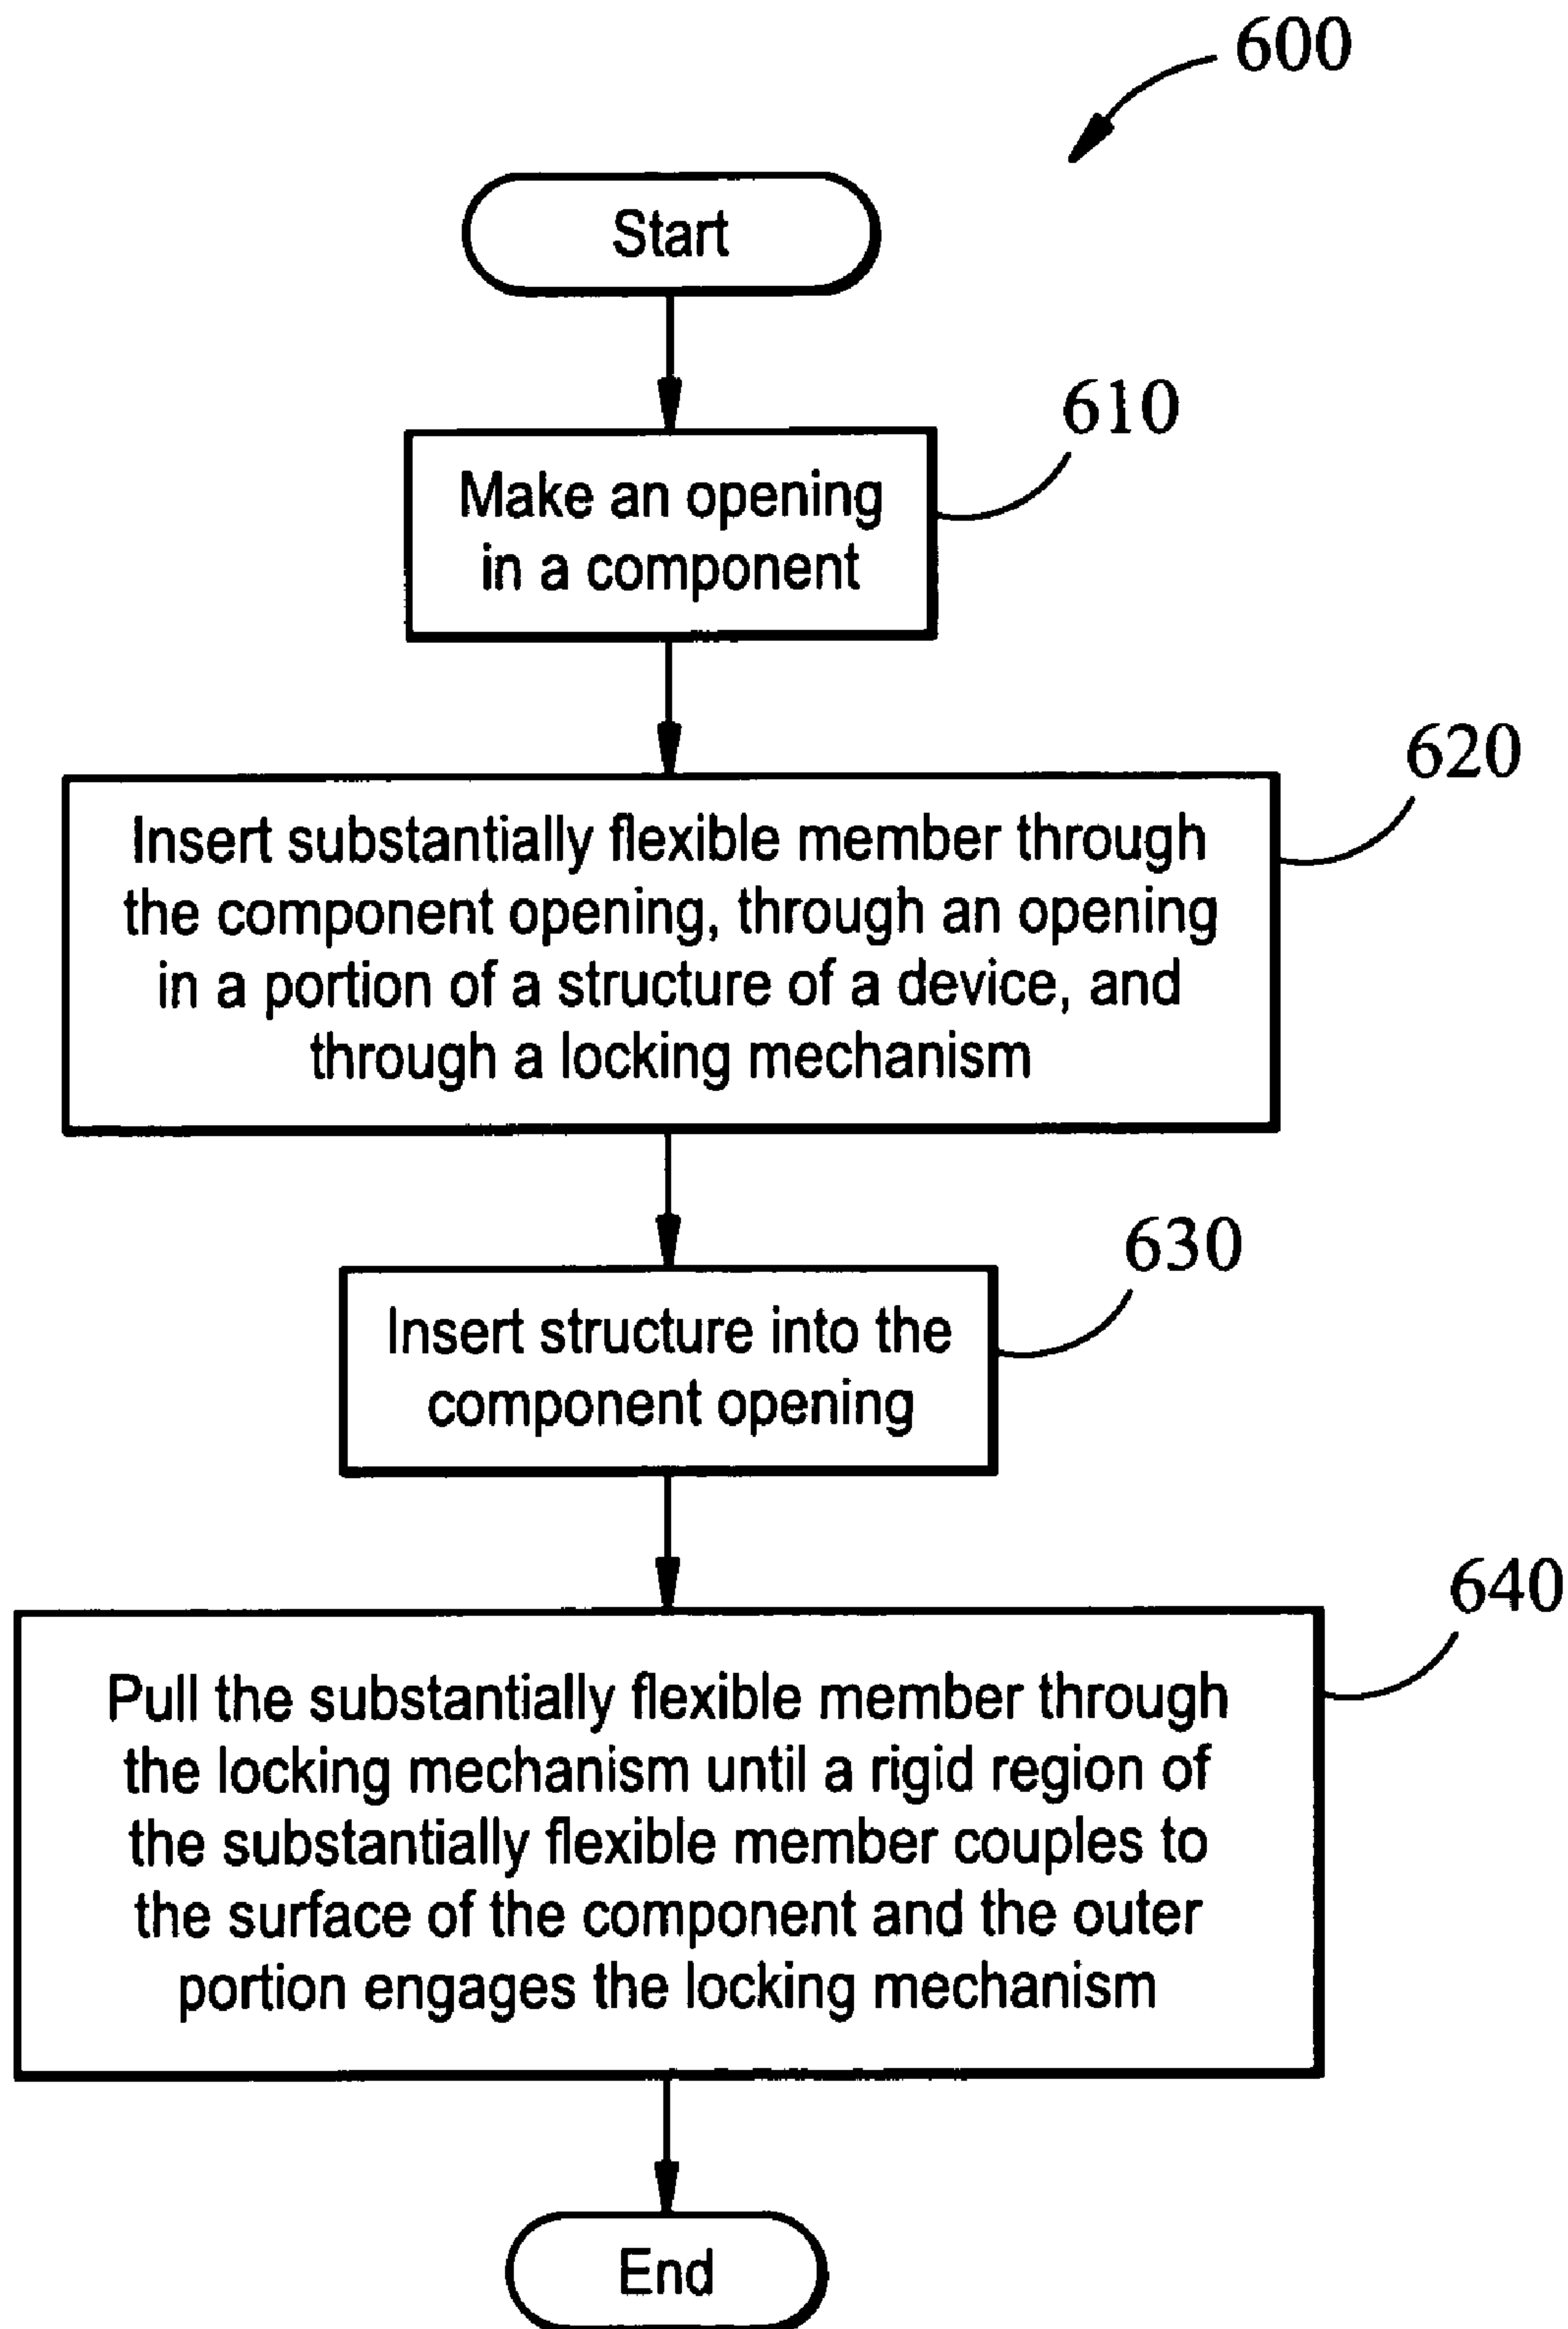 600
Start
610
Make an opening
in a component
620
Insert substantially flexible member through
the component opening, through an opening
in a portion of a structure of a device, and
through a locking mechanism
630
Insert structure into the
component opening
640
Pull the substantially flexible member through
the locking mechanism until a rigid region of
the substantially flexible member couples to
the surface of the component and the outer
portion engages the locking mechanism
End